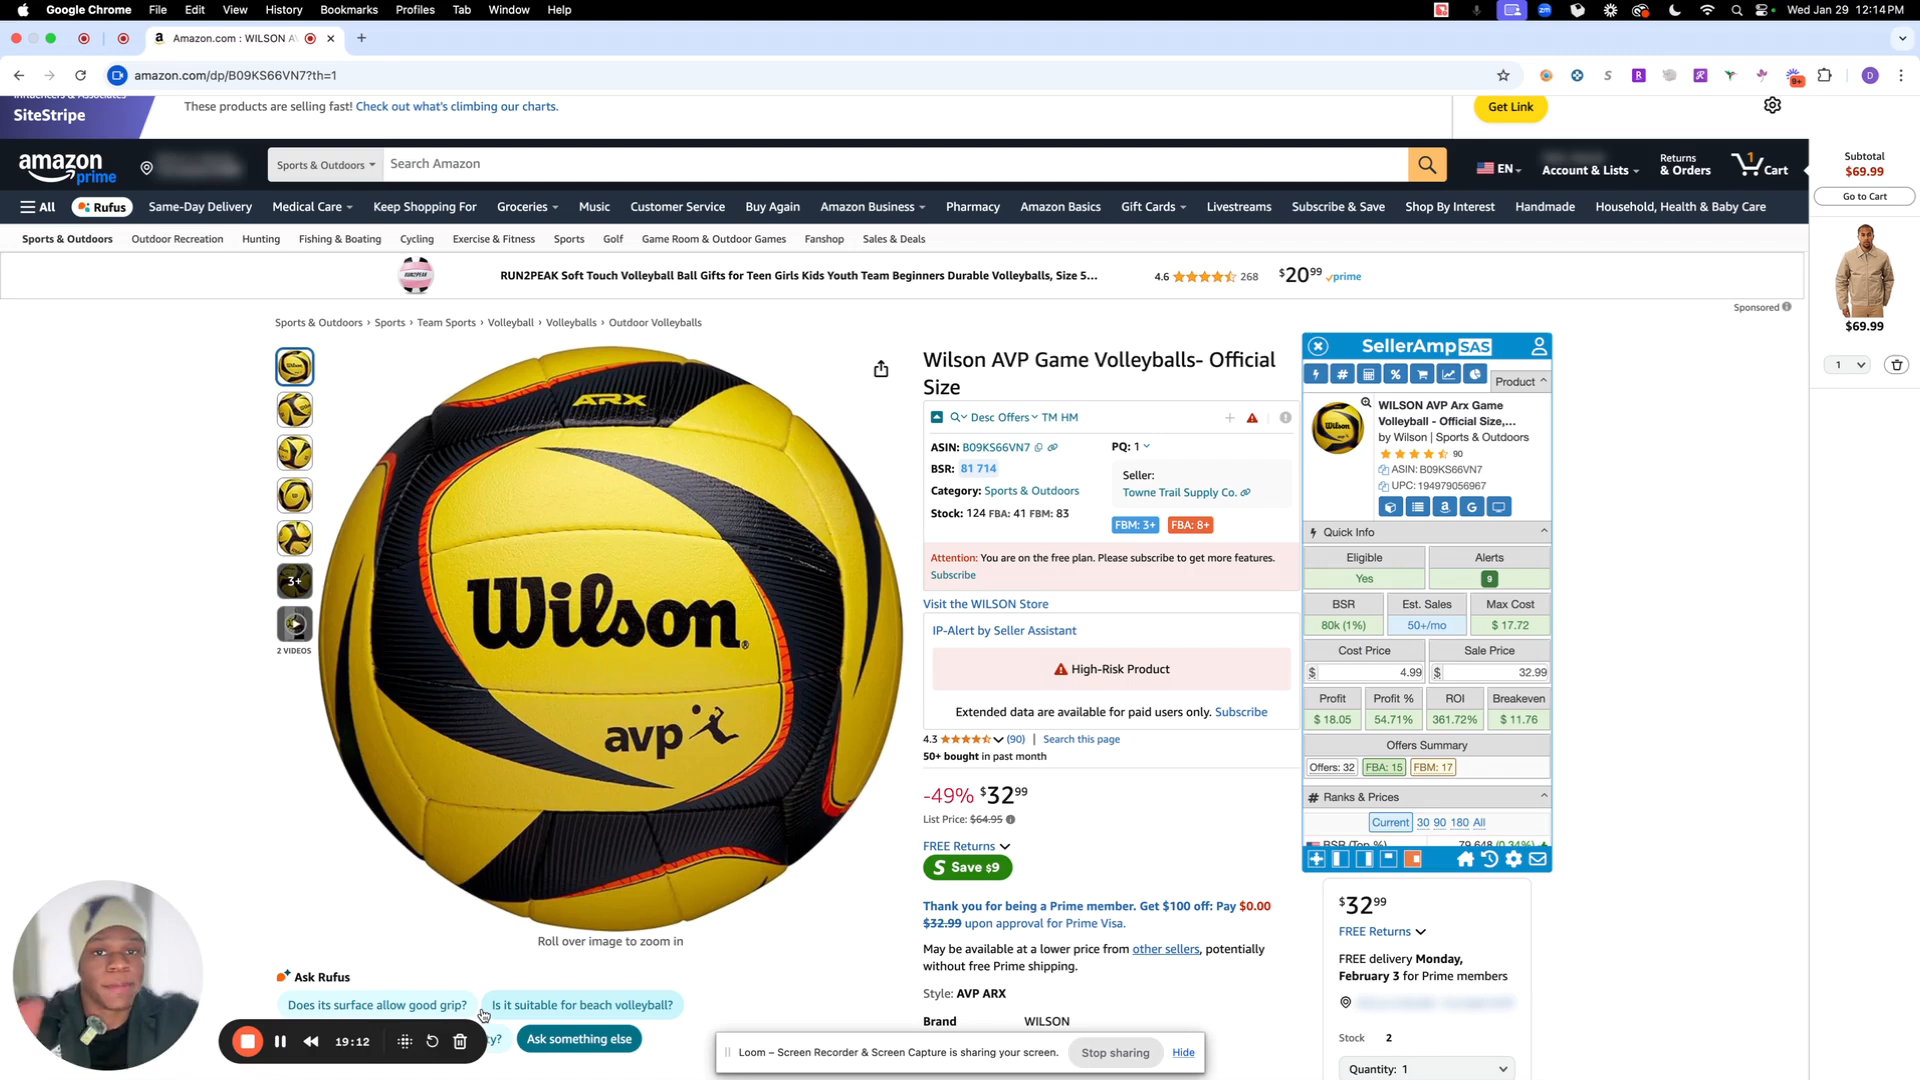 Google Chrome File Edit View History Bookmarks Profiles Tab Window Help
Wed Jan 29 12:14 PM
Amazon.com : WILSON AV
amazon.com/dp/B09KS66VN7?th=1
SiteStripe
These products are selling fast! Check out what's climbing our charts.
Get Link
amazon
prime
Sports & Outdoors
Search Amazon
EN
Account & Lists
Returns
& Orders
1
Cart
Subtotal
$69.99
Go to Cart
$69.99
1
All
Rufus
Same-Day Delivery
Medical Care
Keep Shopping For
Groceries
Music
Customer Service
Buy Again
Amazon Business
Pharmacy
Amazon Basics
Gift Cards
Livestreams
Subscribe & Save
Shop By Interest
Handmade
Household, Health & Baby Care
Sports & Outdoors
Outdoor Recreation
Hunting
Fishing & Boating
Cycling
Exercise & Fitness
Sports
Golf
Game Room & Outdoor Games
Fanshop
Sales & Deals
RUN2PEAK Soft Touch Volleyball Ball Gifts for Teen Girls Kids Youth Team Beginners Durable Volleyballs, Size 5...
4.6
268
$20.99 prime
Sponsored
Sports & Outdoors › Sports › Team Sports › Volleyball › Volleyballs › Outdoor Volleyballs
3+
2 VIDEOS
ARX
Wilson
avp
Roll over image to zoom in
Wilson AVP Game Volleyballs- Official
Size
Desc Offers TM HM
ASIN: B09KS66VN7
PQ: 1
BSR: 81 714
Seller:
Towne Trail Supply Co.
Category: Sports & Outdoors
Stock: 124 FBA: 41 FBM: 83
FBM: 3+
FBA: 8+
Attention: You are on the free plan. Please subscribe to get more features.
Subscribe
Visit the WILSON Store
IP-Alert by Seller Assistant
High-Risk Product
Extended data are available for paid users only. Subscribe
4.3 (90) | Search this page
50+ bought in past month
-49% $32.99
List Price: $64.95
FREE Returns
S Save $9
Thank you for being a Prime member. Get $100 off: Pay $0.00
$32.99 upon approval for Prime Visa.
May be available at a lower price from other sellers, potentially
without free Prime shipping.
Style: AVP ARX
Brand WILSON
SellerAmp SAS
Product
WILSON AVP Arx Game
Volleyball - Official Size,...
by Wilson | Sports & Outdoors
90
ASIN: B09KS66VN7
UPC: 194979056967
Quick Info
Eligible Alerts
Yes 9
BSR Est. Sales Max Cost
80k (1%) 50+/mo $ 17.72
Cost Price Sale Price
$ 4.99 $ 32.99
Profit Profit % ROI Breakeven
$ 18.05 54.71% 361.72% $ 11.76
Offers Summary
Offers: 32 FBA: 15 FBM: 17
# Ranks & Prices
Current 30 90 180 All
BSR (Top %) 79,648 (0.34%)
$32.99
FREE Returns
FREE delivery Monday,
February 3 for Prime members
Stock 2
Quantity: 1
Ask Rufus
Does its surface allow good grip?
Is it suitable for beach volleyball?
Ask something else
19:12
Loom – Screen Recorder & Screen Capture is sharing your screen.
Stop sharing
Hide